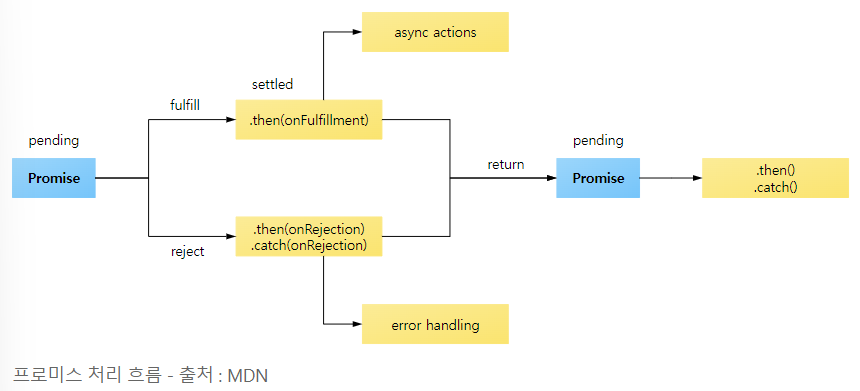 async actions
settled
fulfill
.then(onFulfillment)
pending
pending
Promise
return
Promise
.then()
.catch()
.then(onRejection)
.catch(onRejection)
reject
error handling
프로미스 처리 흐름 - 출처 : MDN